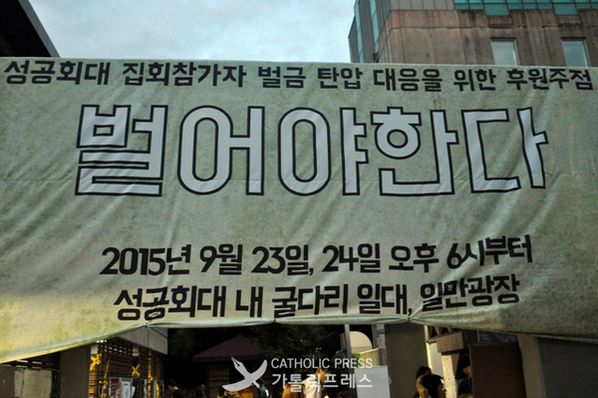 성공회대 집회참가자 벌금 탄압 대응을 위한 후원주점
벌어야한다
2015년 9월 23일, 24일 오후 6시부터
성공회대 내 굴다리 일대, 일만광장
CATHOLIC PRESS
가톨릭프레스